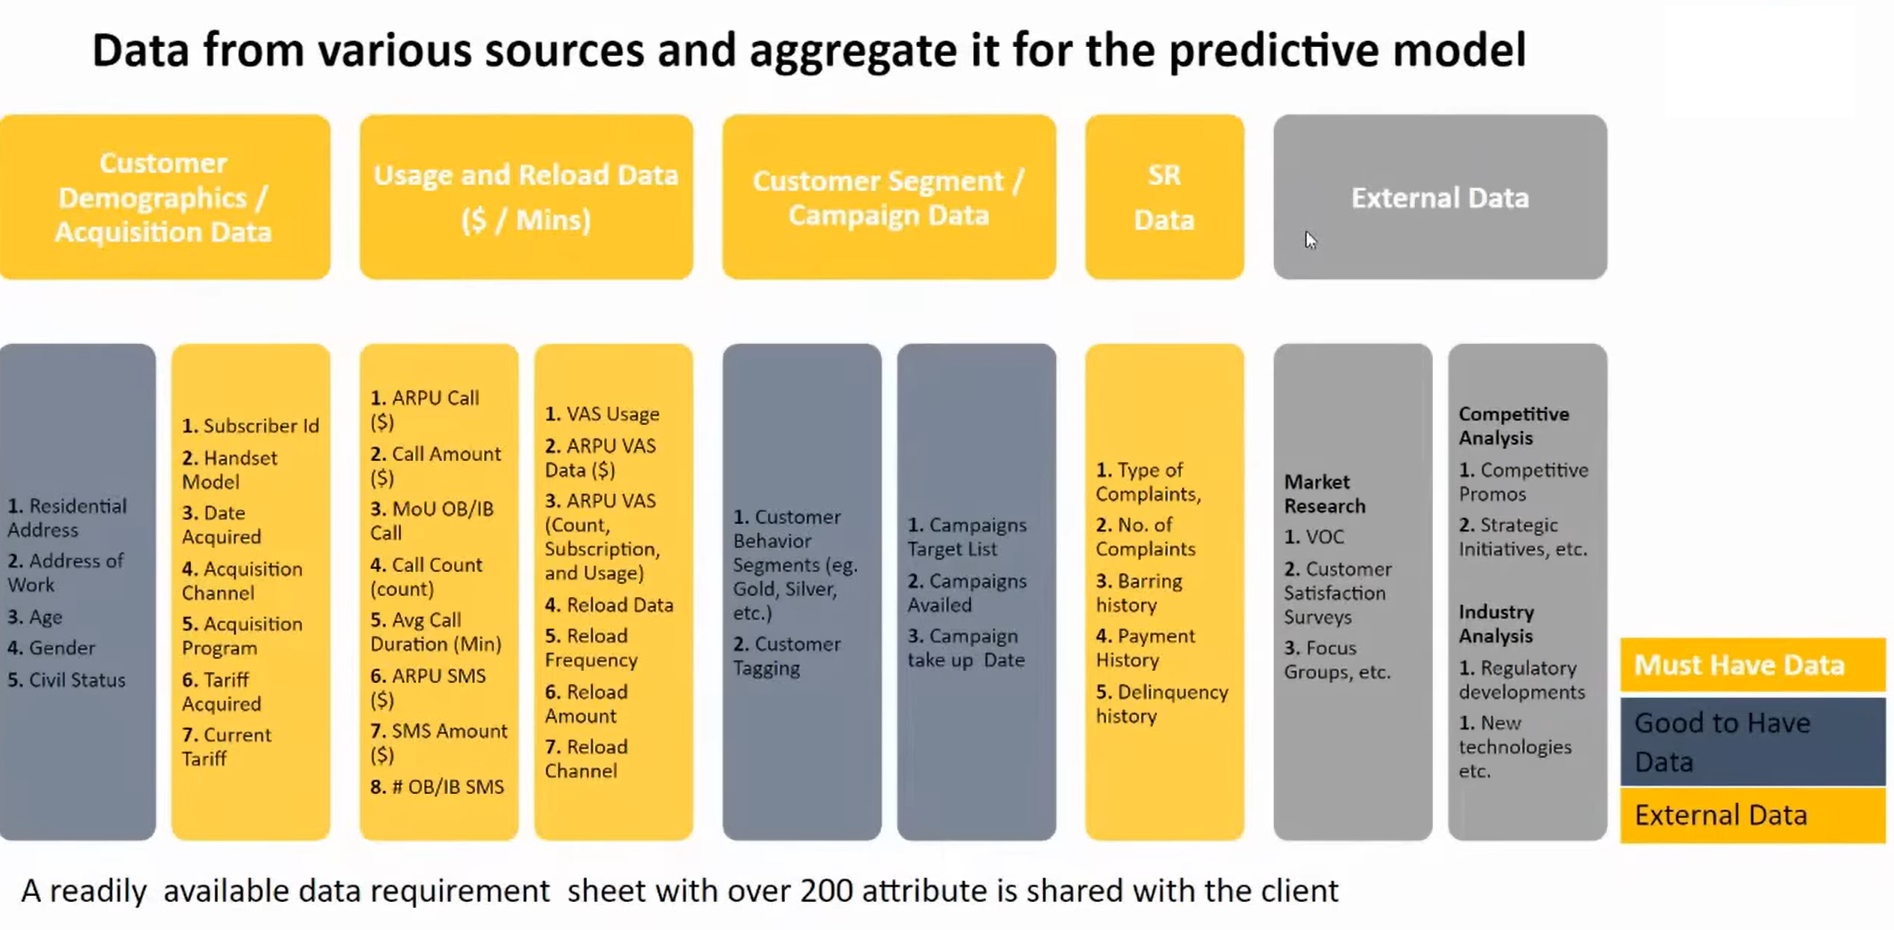 Data from various sources and aggregate it for the predictive model
Customer
Demographics /
Acquisition Data
Usage and Reload Data
($ / Mins)
Customer Segment /
Campaign Data
SR
Data
External Data
1. Residential
Address
2. Address of
Work
3. Age
4. Gender
5. Civil Status
1. Subscriber Id
2. Handset
Model
3. Date
Acquired
4. Acquisition
Channel
5. Acquisition
Program
6. Tariff
Acquired
7. Current
Tariff
1. ARPU Call
($)
2. Call Amount
($)
3. MoU OB/IB
Call
4. Call Count
(count)
5. Avg Call
Duration (Min)
6. ARPU SMS
($)
7. SMS Amount
($)
8. # OB/IB SMS
1. VAS Usage
2. ARPU VAS
Data ($)
3. ARPU VAS
(Count,
Subscription,
and Usage)
4. Reload Data
5. Reload
Frequency
6. Reload
Amount
7. Reload
Channel
1. Customer
Behavior
Segments (eg.
Gold, Silver,
etc.)
2. Customer
Tagging
1. Campaigns
Target List
2. Campaigns
Availed
3. Campaign
take up Date
1. Type of
Complaints,
2. No. of
Complaints
3. Barring
history
4. Payment
History
5. Delinquency
history
Market
Research
1. VOC
2. Customer
Satisfaction
Surveys
3. Focus
Groups, etc.
Competitive
Analysis
1. Competitive
Promos
2. Strategic
Initiatives, etc.
Industry
Analysis
1. Regulatory
developments
1. New
technologies
etc.
Must Have Data
Good to Have
Data
External Data
A readily available data requirement sheet with over 200 attribute is shared with the client